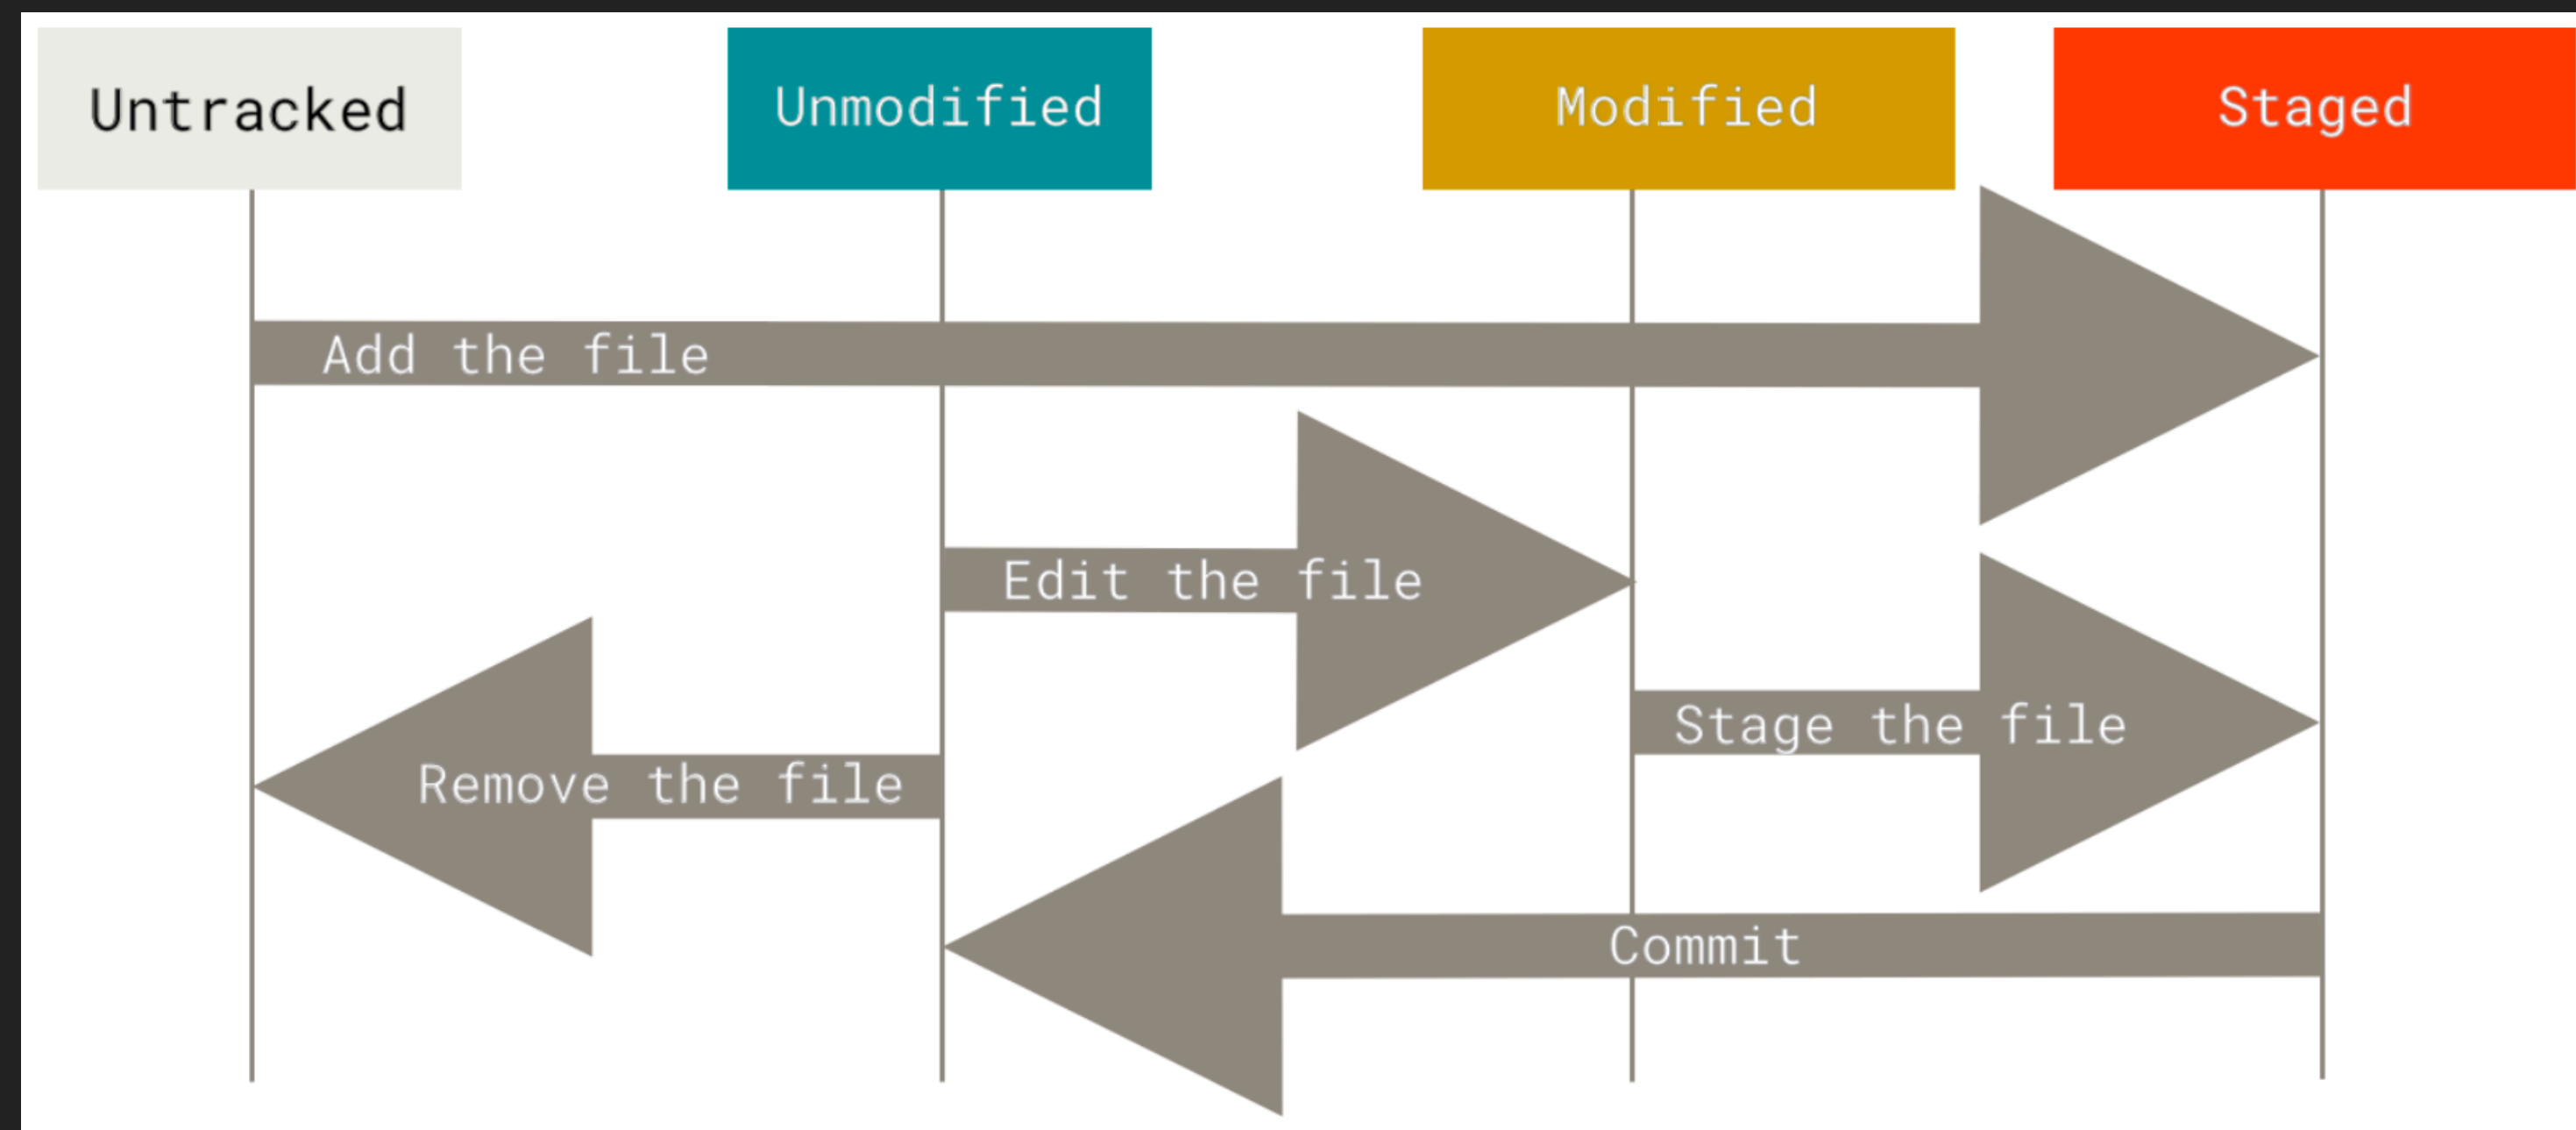 Untracked
Unmodified
Modified
Staged
Add the file
Edit the file
Stage the file
Remove the file
Commit